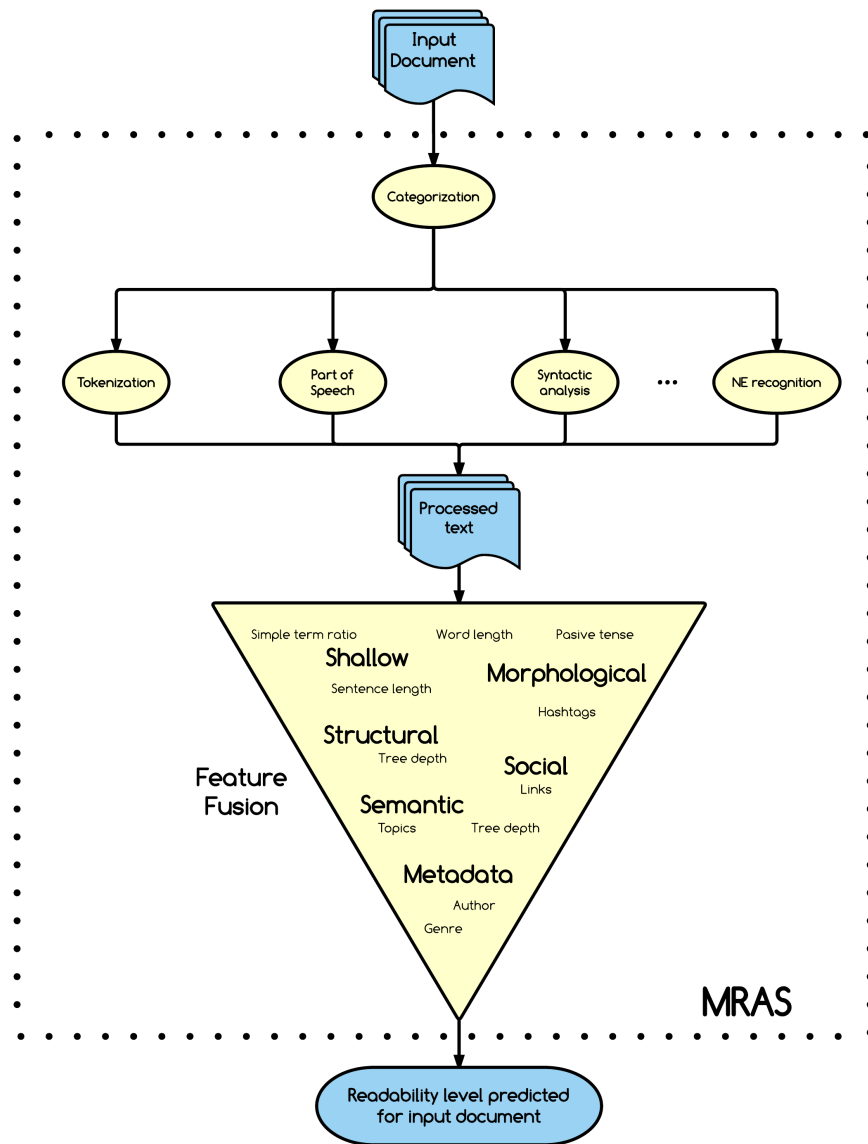 Input
Document
Categorization
Tokenization
Part of
Speech
Syntactic
analysis
...
NE recognition
Processed
text
Simple term ratio
Word length
Pasive tense
Shallow
Morphological
Sentence length
Hashtags
Structural
Tree depth
Social
Links
Feature
Fusion
Semantic
Topics
Tree depth
Metadata
Author
Genre
MRAS
Readability level predicted
for input document